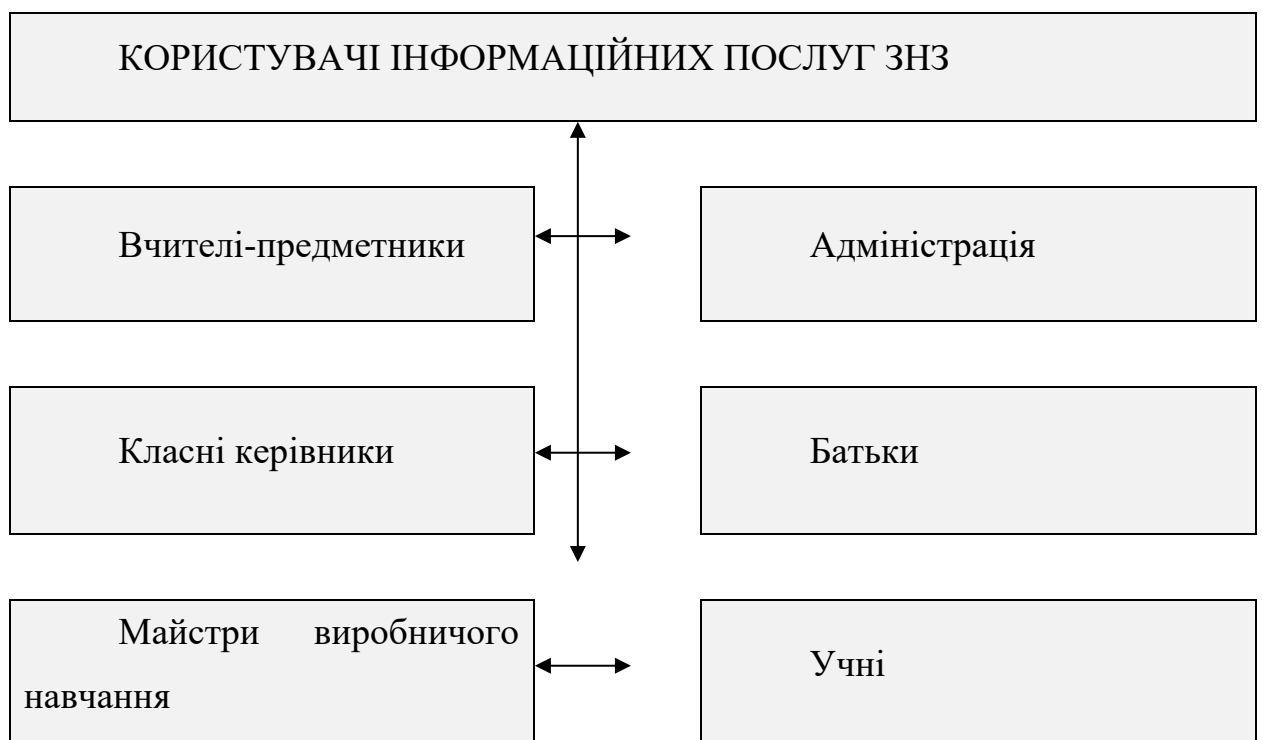 КОРИСТУВАЧІ ІНФОРМАЦІЙНИХ ПОСЛУГ ЗНЗ
Вчителі-предметники
Адміністрація
Класні керівники
Батьки
Майстри виробничого
навчання
Учні